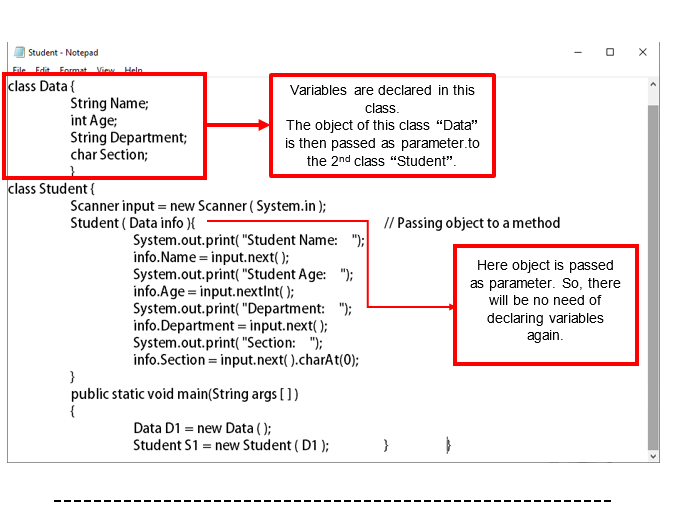 Student - Notepad
File Edit Format View Help
class Data {
String Name;
int Age;
String Department;
char Section;
}
Variables are declared in this
class.
The object of this class “Data”
is then passed as parameter.to
the 2nd class “Student”.
class Student {
Scanner input = new Scanner ( System.in );
Student ( Data info ){ // Passing object to a method
System.out.print( "Student Name: ");
info.Name = input.next( );
System.out.print( "Student Age: ");
info.Age = input.nextInt( );
System.out.print( "Department: ");
info.Department = input.next( );
System.out.print( "Section: ");
info.Section = input.next( ).charAt(0);
}
Here object is passed
as parameter. So, there
will be no need of
declaring variables
again.
public static void main(String args [ ] )
{
Data D1 = new Data ( );
Student S1 = new Student ( D1 ); } }